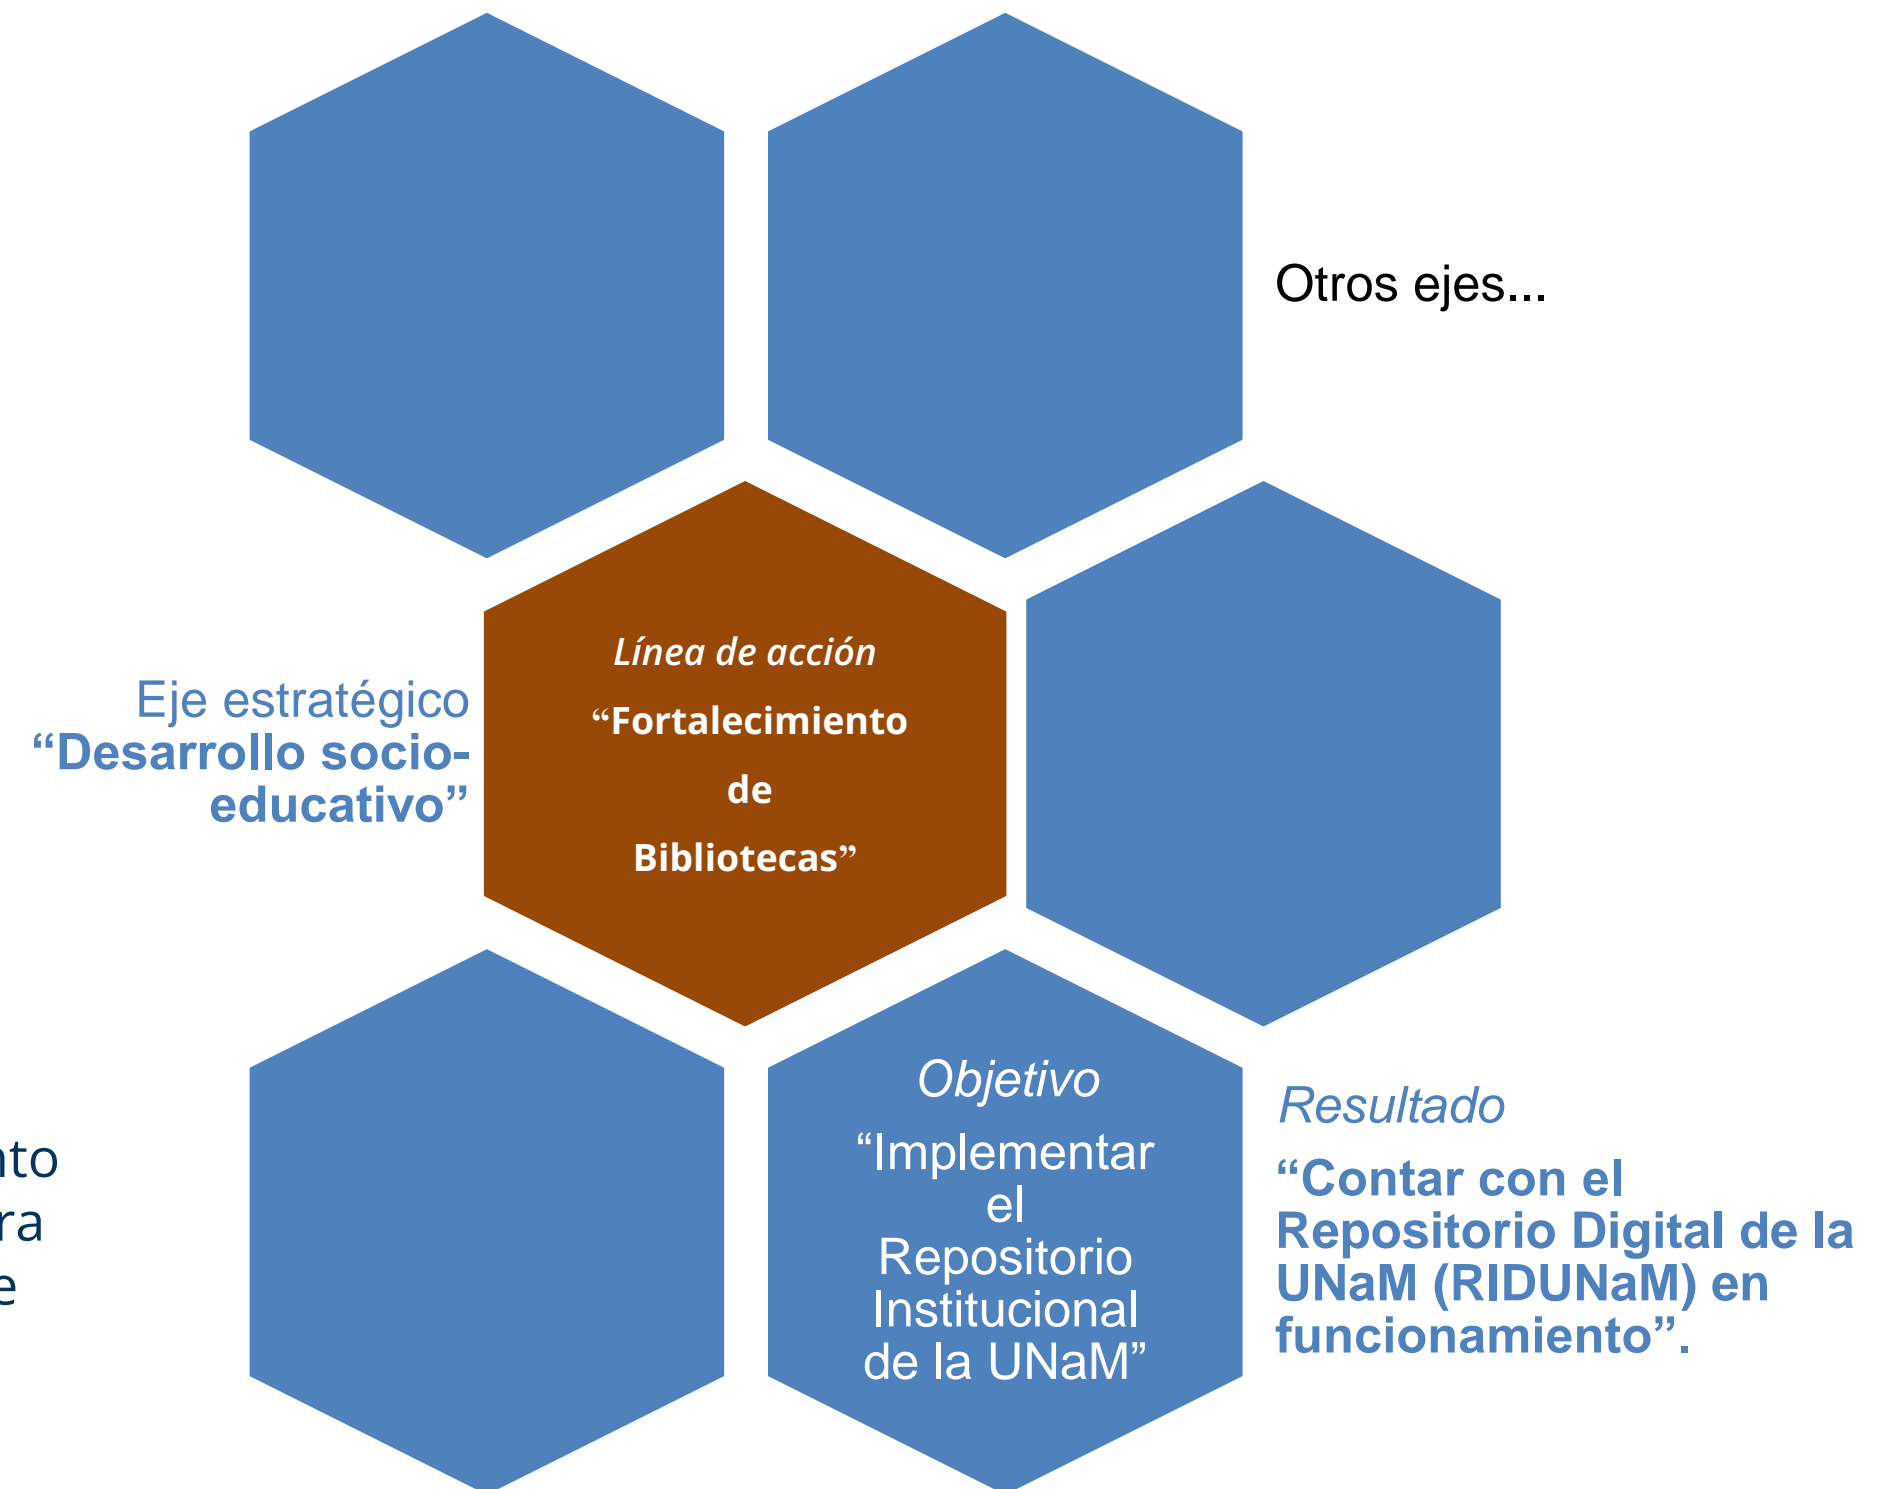 Otros ejes...
Línea de acción
“Fortalecimiento
de
Bibliotecas”
Eje estratégico
“Desarrollo socio-
educativo”
Objetivo
“Implementar
el
Repositorio
Institucional
de la UNaM”
Resultado
“Contar con el
Repositorio Digital de la
UNaM (RIDUNaM) en
funcionamiento”.